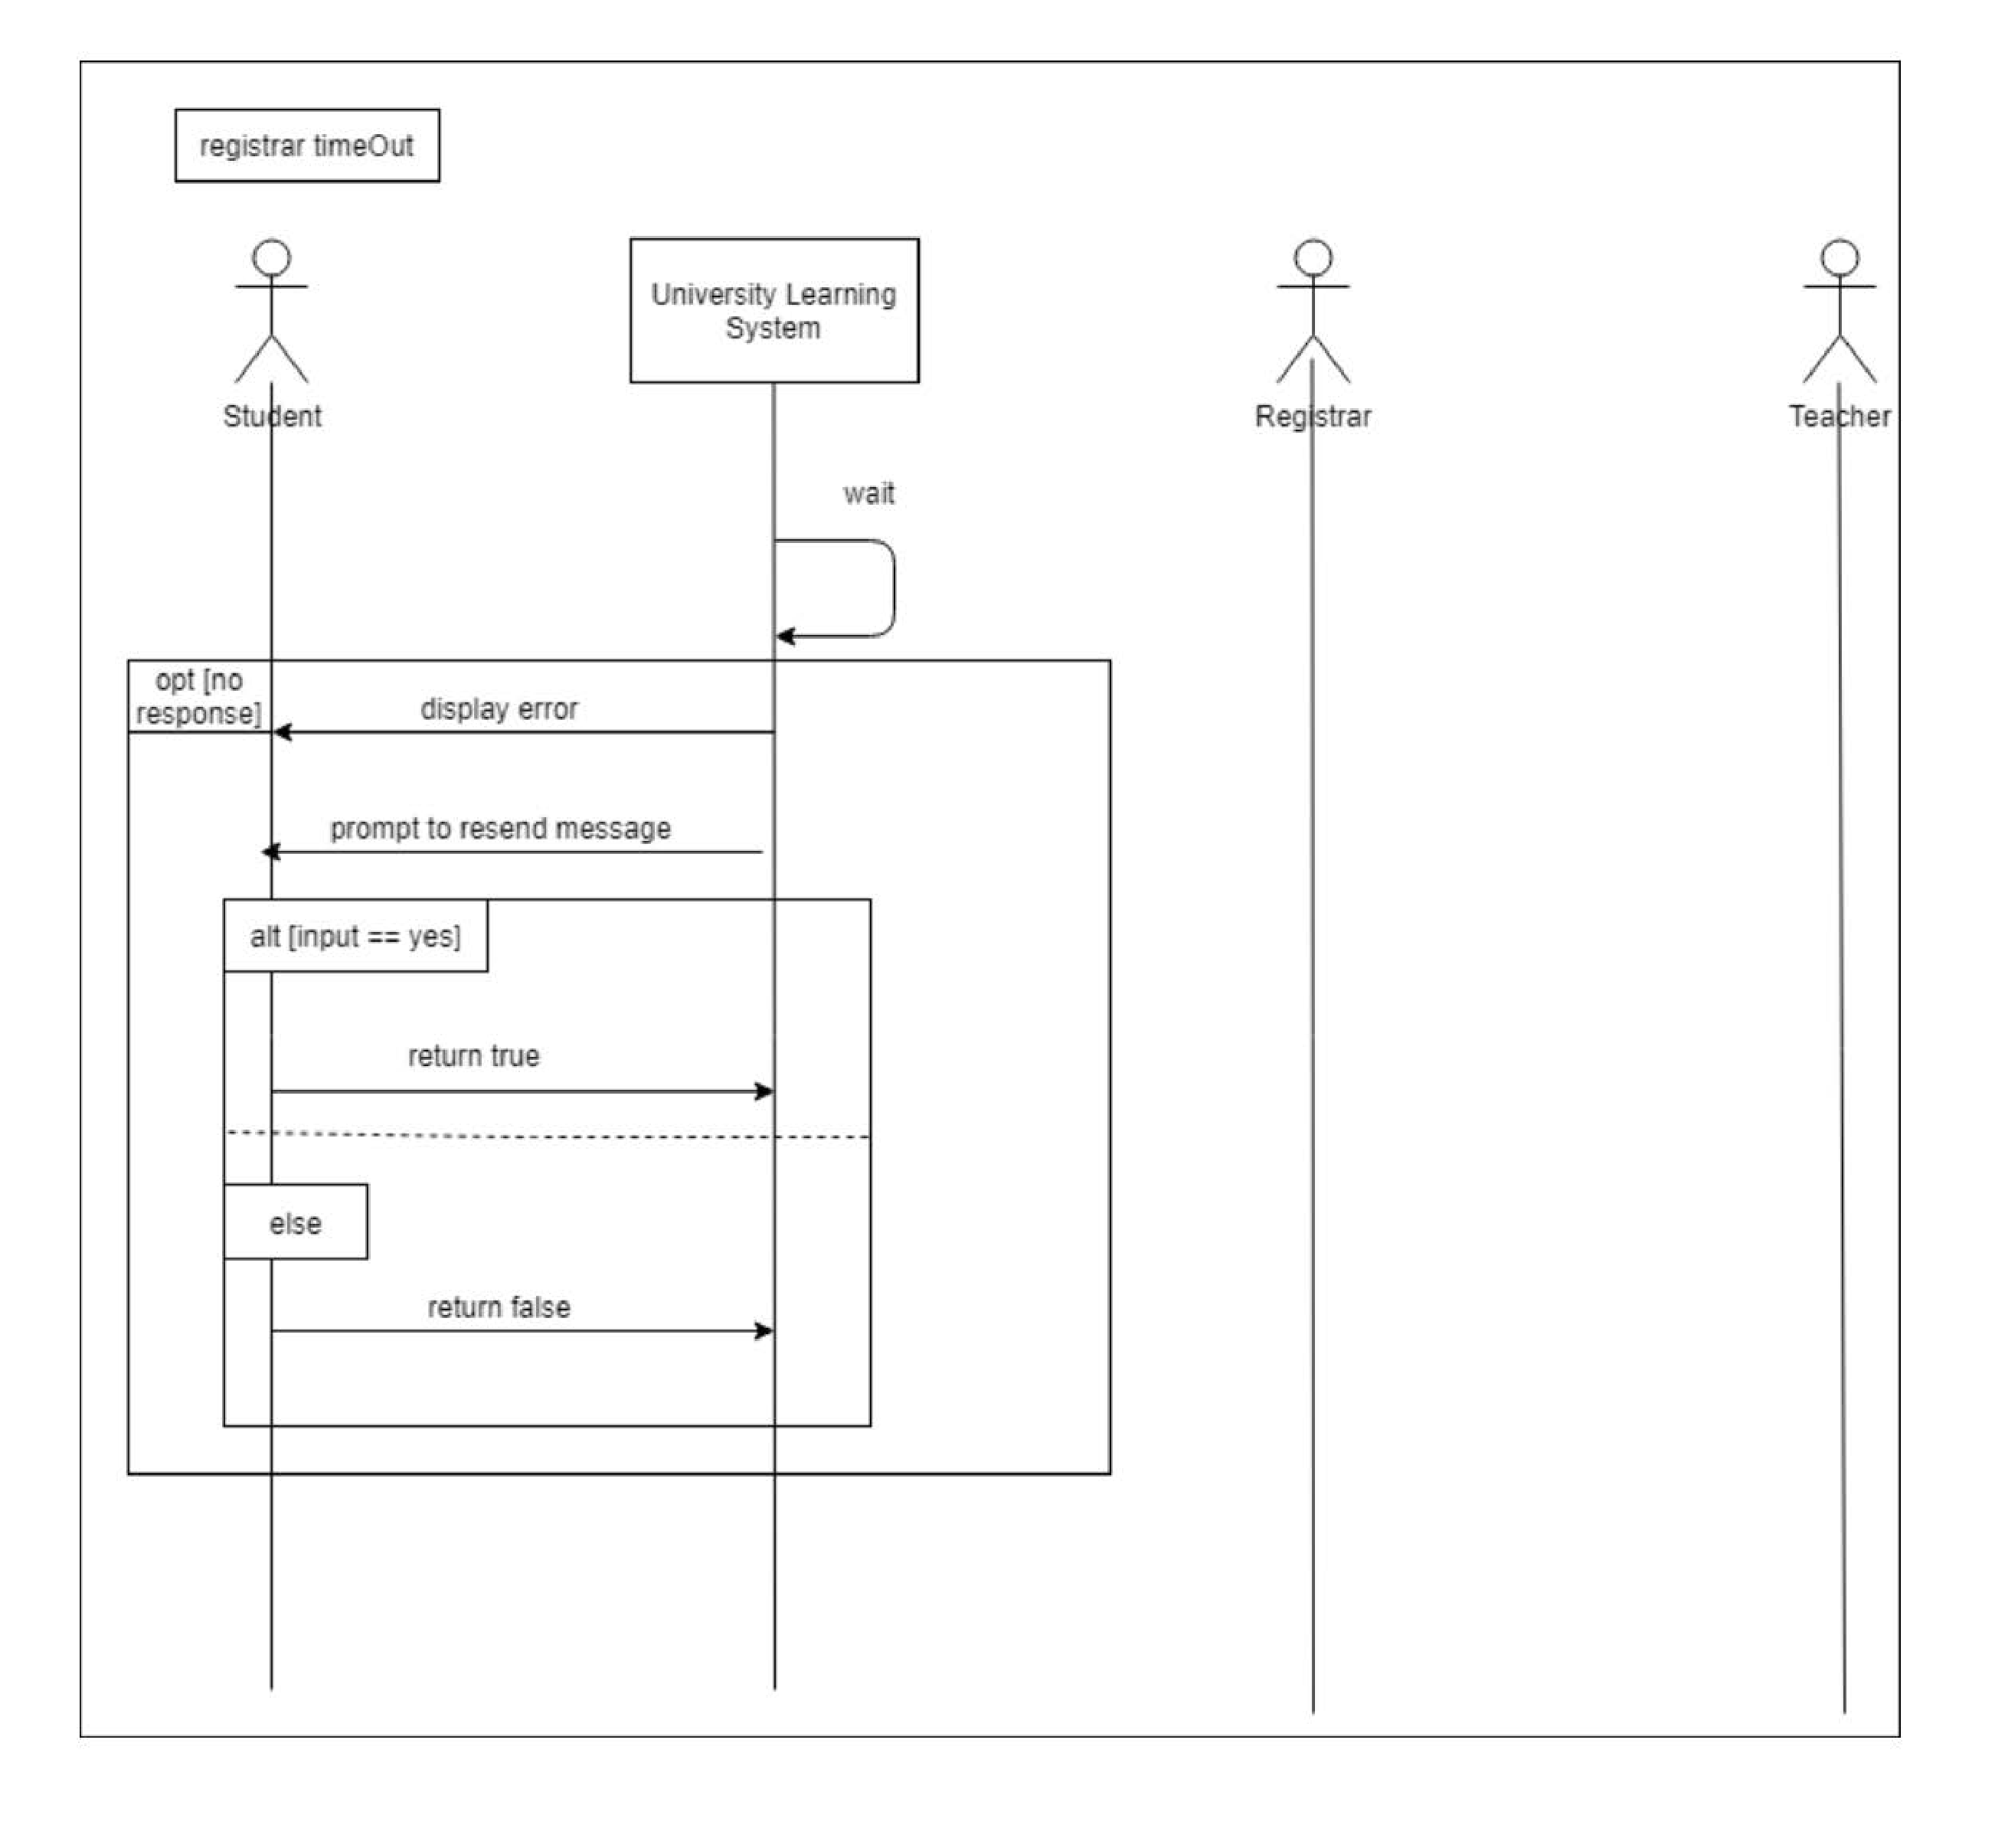 registrar timeOut
University Learning
System
Student
Registrar
Teacher
wait
opt [no
response]
display error
prompt to resend message
alt [input == yes]
return true
else
return false